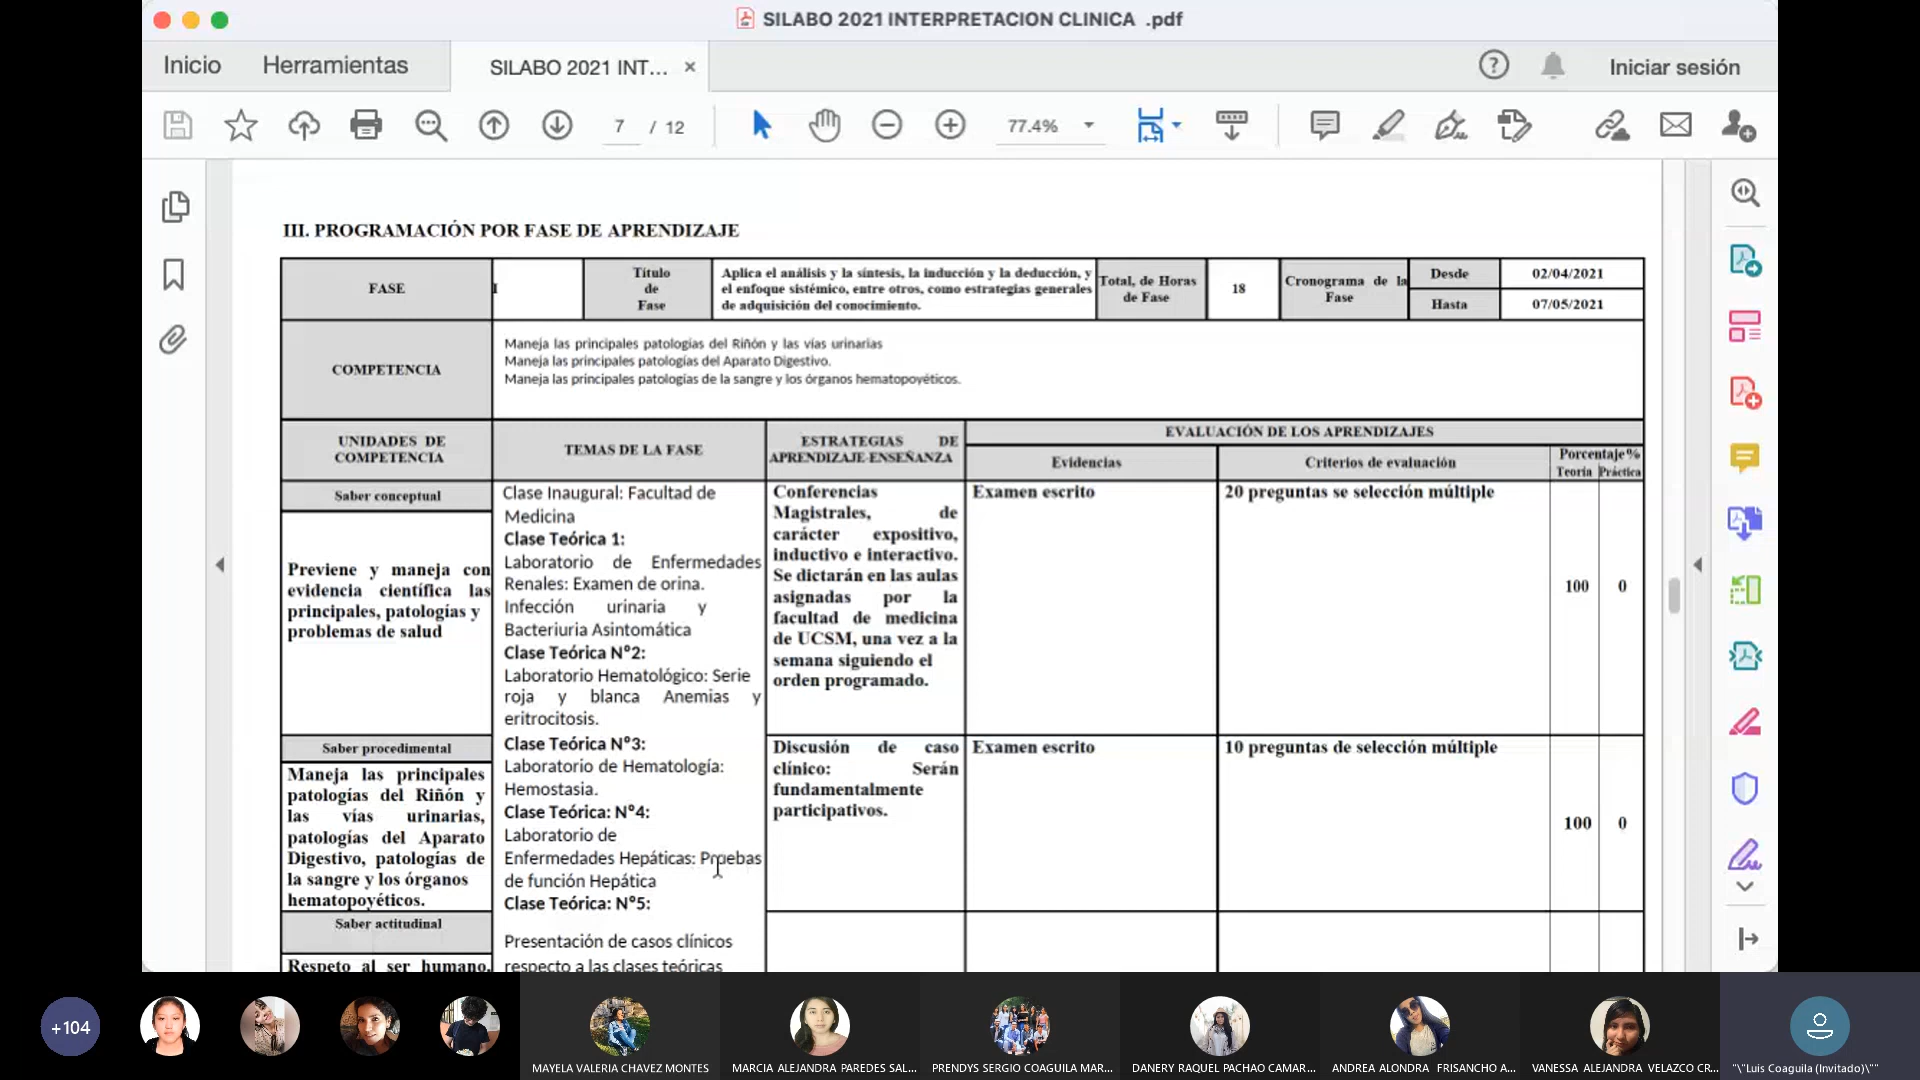 SILABO 2021 INTERPRETACION CLINICA .pdf
Inicio
Herramientas
SILABO 2021 INT... ×
Iniciar sesión
7 / 12
77.4%
III. PROGRAMACIÓN POR FASE DE APRENDIZAJE
FASE
I
Título
de
Fase
Aplica el análisis y la síntesis, la inducción y la deducción, y
el enfoque sistémico, entre otros, como estrategias generales
de adquisición del conocimiento.
Total, de Horas
de Fase
18
Cronograma de la
Fase
Desde
02/04/2021
Hasta
07/05/2021
COMPETENCIA
Maneja las principales patologías del Riñón y las vías urinarias
Maneja las principales patologías del Aparato Digestivo.
Maneja las principales patologías de la sangre y los órganos hematopoyéticos.
UNIDADES DE
COMPETENCIA
TEMAS DE LA FASE
ESTRATEGIAS DE
APRENDIZAJE-ENSEÑANZA
EVALUACIÓN DE LOS APRENDIZAJES
Evidencias
Criterios de evaluación
Porcentaje%
Teoría
Práctica
Saber conceptual
Previene y maneja con
evidencia científica las
principales, patologías y
problemas de salud
Clase Inaugural: Facultad de
Medicina
Clase Teórica 1:
Laboratorio de Enfermedades
Renales: Examen de orina.
Infección urinaria y
Bacteriuria Asintomática
Clase Teórica Nº2:
Laboratorio Hematológico: Serie
roja y blanca Anemias y
eritrocitosis.
Clase Teórica Nº3:
Laboratorio de Hematología:
Hemostasia.
Clase Teórica: Nº4:
Laboratorio de
Enfermedades Hepáticas: Pruebas
de función Hepática
Clase Teórica: Nº5:
Presentación de casos clínicos
respecto a las clases teóricas
Conferencias
Magistrales, de
carácter expositivo,
inductivo e interactivo.
Se dictarán en las aulas
asignadas por la
facultad de medicina
de UCSM, una vez a la
semana siguiendo el
orden programado.
Examen escrito
20 preguntas se selección múltiple
100
0
Saber procedimental
Maneja las principales
patologías del Riñón y
las vías urinarias,
patologías del Aparato
Digestivo, patologías de
la sangre y los órganos
hematopoyéticos.
Discusión de caso
clínico: Serán
fundamentalmente
participativos.
Examen escrito
10 preguntas de selección múltiple
100
0
Saber actitudinal
Respeto al ser humano,
+104
MAYELA VALERIA CHAVEZ MONTES
MARCIA ALEJANDRA PAREDES SAL...
PRENDYS SERGIO COAGUILA MAR...
DANERY RAQUEL PACHAO CAMAR...
ANDREA ALONDRA FRISANCHO A...
VANESSA ALEJANDRA VELAZCO CR...
"\"Luis Coaguila (Invitado)\""